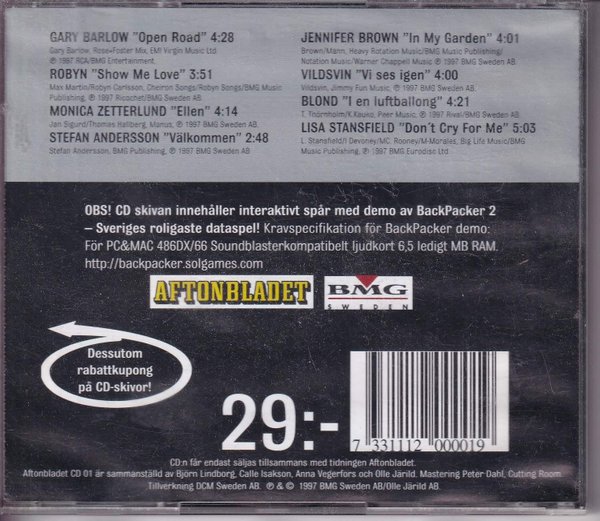 GARY BARLOW "Open Road" 4:28
Gary Barlow, Rose+Foster Mix, EMI Virgin Music Ltd
℗ 1997 RCA/BMG Entertainment.
ROBYN "Show Me Love" 3:51
Max Martin/Robyn Carlsson, Cheiron Songs/Robyn Songs/BMG Music
Publishing, ℗ 1997 Ricochet/BMG Sweden AB.
MONICA ZETTERLUND "Ellen" 4:14
Jan Sigurd/Thomas Hallberg, Manus, ℗ 1997 BMG Sweden AB.
STEFAN ANDERSSON "Välkommen" 2:48
Stefan Andersson, BMG Publishing, ℗ 1997 BMG Sweden AB.
JENNIFER BROWN "In My Garden" 4:01
Brown/Mann, Heavy Rotation Music/BMG Music Publishing/
Notation Music/Warner Chappell Music ℗ BMG Sweden AB.
VILDSVIN "Vi ses igen" 4:00
Vildsvin, Jimmy Fun Music, ℗ 1997 BMG Sweden AB.
BLOND "I en luftballong" 4:21
T. Thörnholm/K.Kauko, Peer Music, ℗ 1997 Rival/BMG Sweden AB.
LISA STANSFIELD "Don´t Cry For Me" 5:03
L. Stansfield/I Devoney/MC. Rooney/M-Morales, Big Life Music/BMG
Music Publishing, ℗ 1997 BMG Eurodisc Ltd.
OBS! CD skivan innehåller interaktivt spår med demo av BackPacker 2
– Sveriges roligaste dataspel! Kravspecifikation för BackPacker demo:
För PC&MAC 486DX/66 Soundblasterkompatibelt ljudkort 6,5 ledigt MB RAM.
http://backpacker.solgames.com
AFTONBLADET
BMG
SWEDEN
Dessutom
rabattkupong
på CD-skivor!
29:-
7 331112 000019
CD:n får endast säljas tillsammans med tidningen Aftonbladet.
Aftonbladet CD 01 är sammanställd av Björn Lindborg, Calle Isakson, Anna Vegerfors och Olle Järild. Mastering Peter Dahl, Cutting Room
Tillverkning DCM Sweden AB. ℗ & © 1997 BMG Sweden AB/Olle Järild AB.